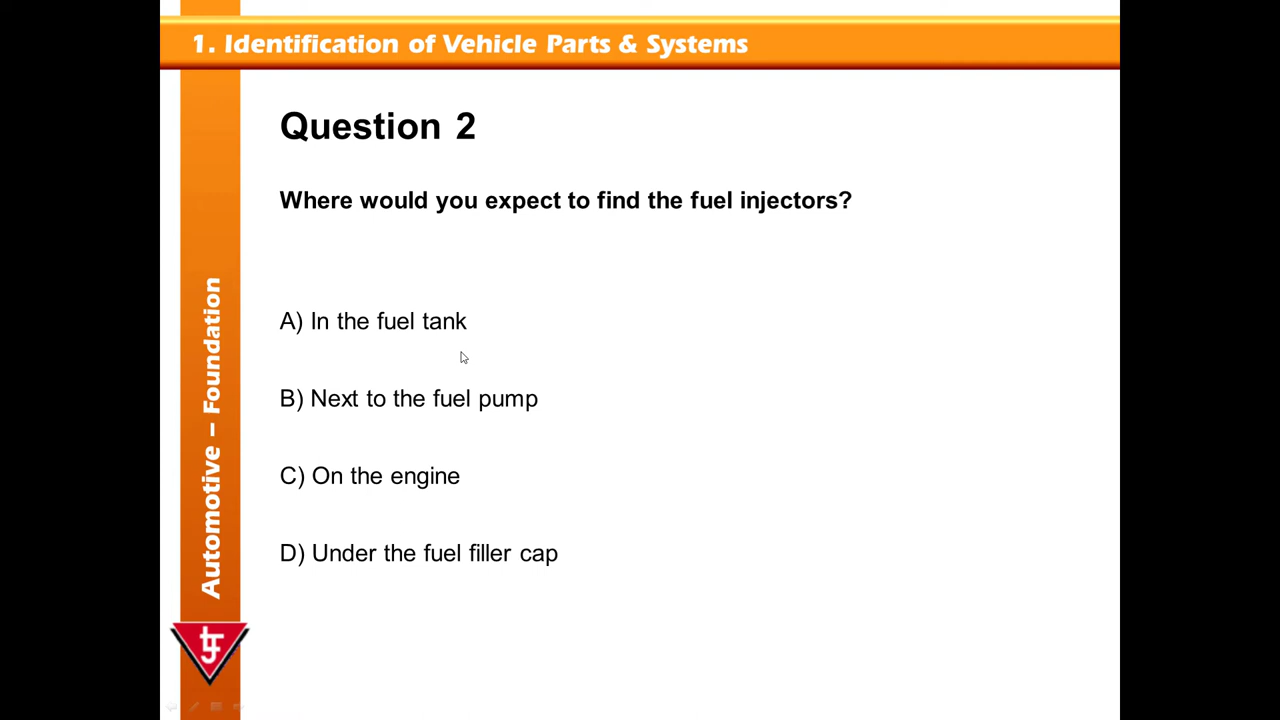 1. Identification of Vehicle Parts & Systems
Question 2
Where would you expect to find the fuel injectors?
A) In the fuel tank
B) Next to the fuel pump
C) On the engine
D) Under the fuel filler cap
Automotive – Foundation
tfJ